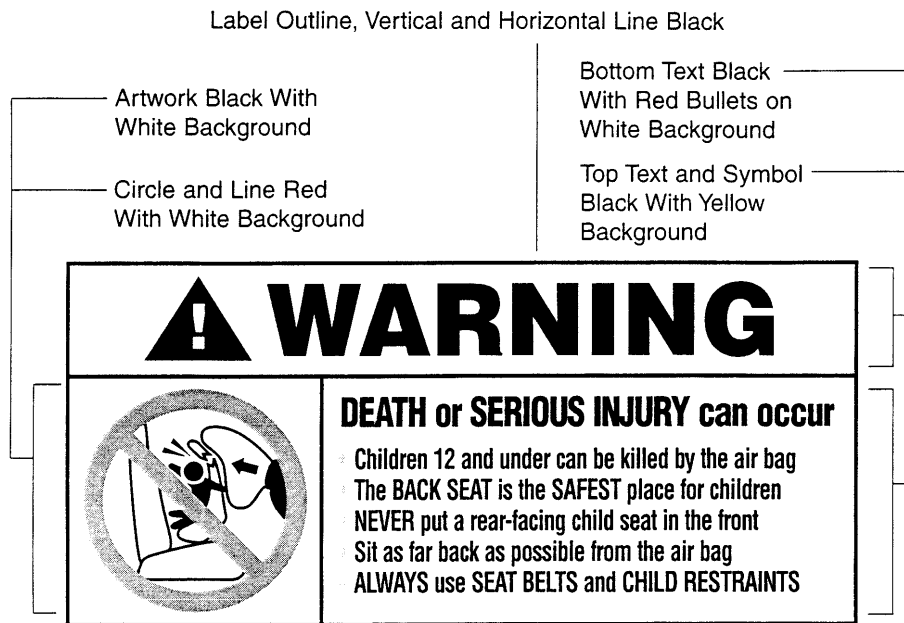 Label Outline, Vertical and Horizontal Line Black
Artwork Black With
White Background
Circle and Line Red
With White Background
Bottom Text Black
With Red Bullets on
White Background
Top Text and Symbol
Black With Yellow
Background
! WARNING
DEATH or SERIOUS INJURY can occur
Children 12 and under can be killed by the air bag
The BACK SEAT is the SAFEST place for children
NEVER put a rear-facing child seat in the front
Sit as far back as possible from the air bag
ALWAYS use SEAT BELTS and CHILD RESTRAINTS